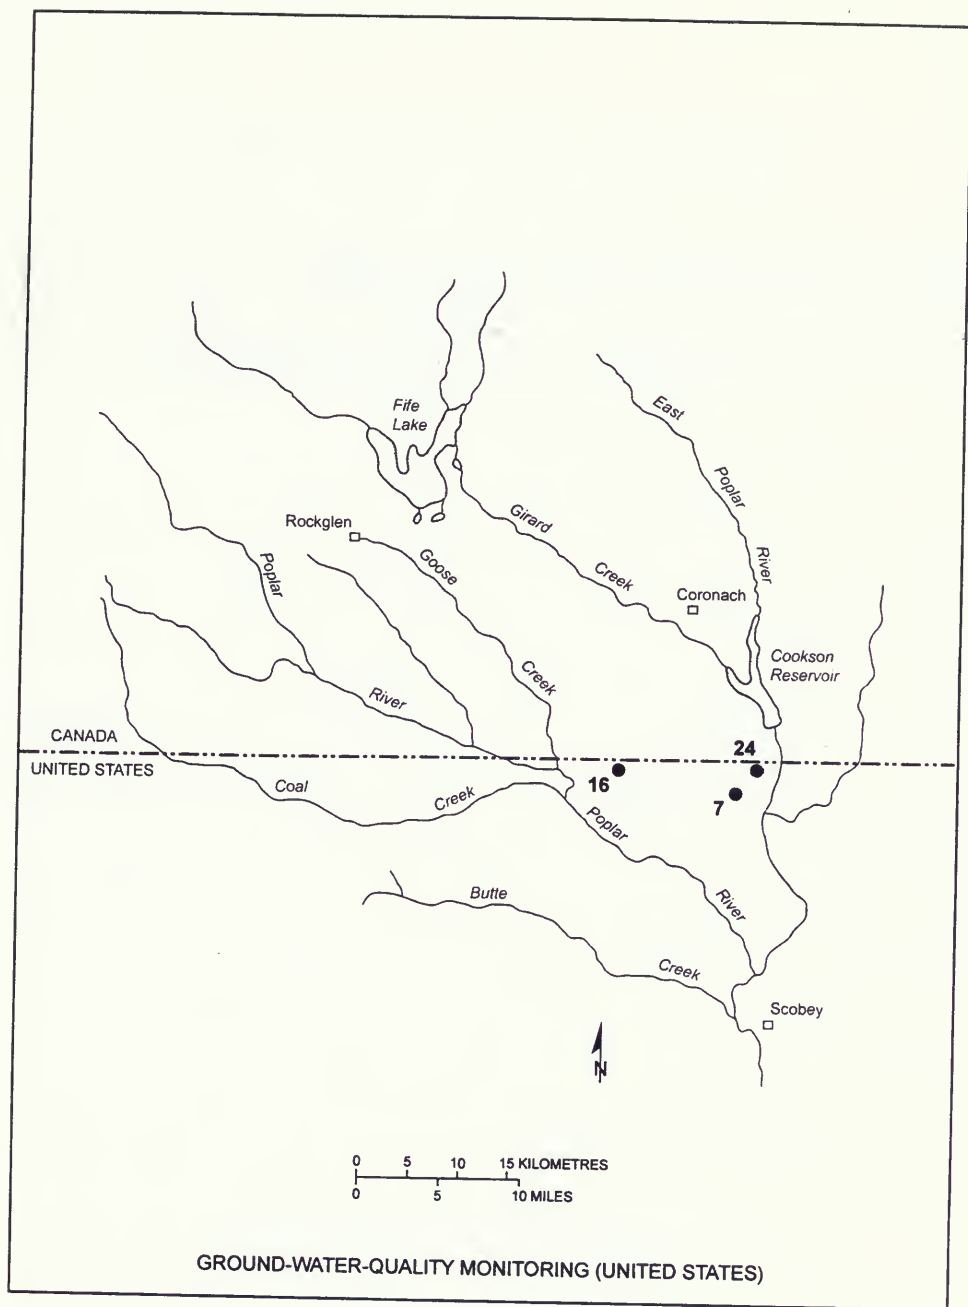 Fife
Lake
East
Poplar
River
Rockglen
Goose
Creek
Girard
Creek
Coronach
Cookson
Reservoir
Poplar
River
CANADA
UNITED STATES
24
16
7
Coal
Creek
Poplar
River
Butte
Creek
Scobey
N
0 5 10 15 KILOMETRES
0 5 10 MILES
GROUND-WATER-QUALITY MONITORING (UNITED STATES)